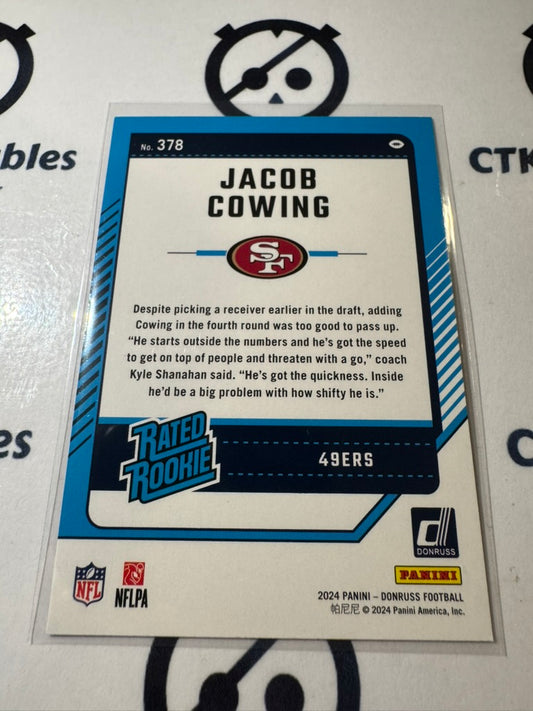 No. 378
JACOB
COWING
SF
Despite picking a receiver earlier in the draft, adding
Cowing in the fourth round was too good to pass up.
“He starts outside the numbers and he’s got the speed
to get on top of people and threaten with a go,” coach
Kyle Shanahan said. “He’s got the quickness. Inside
he’d be a big problem with how shifty he is.”
RATED
ROOKIE
49ERS
DONRUSS
PANINI
NFL
NFLPA
2024 PANINI – DONRUSS FOOTBALL
帕尼尼 © 2024 Panini America, Inc.
CTK